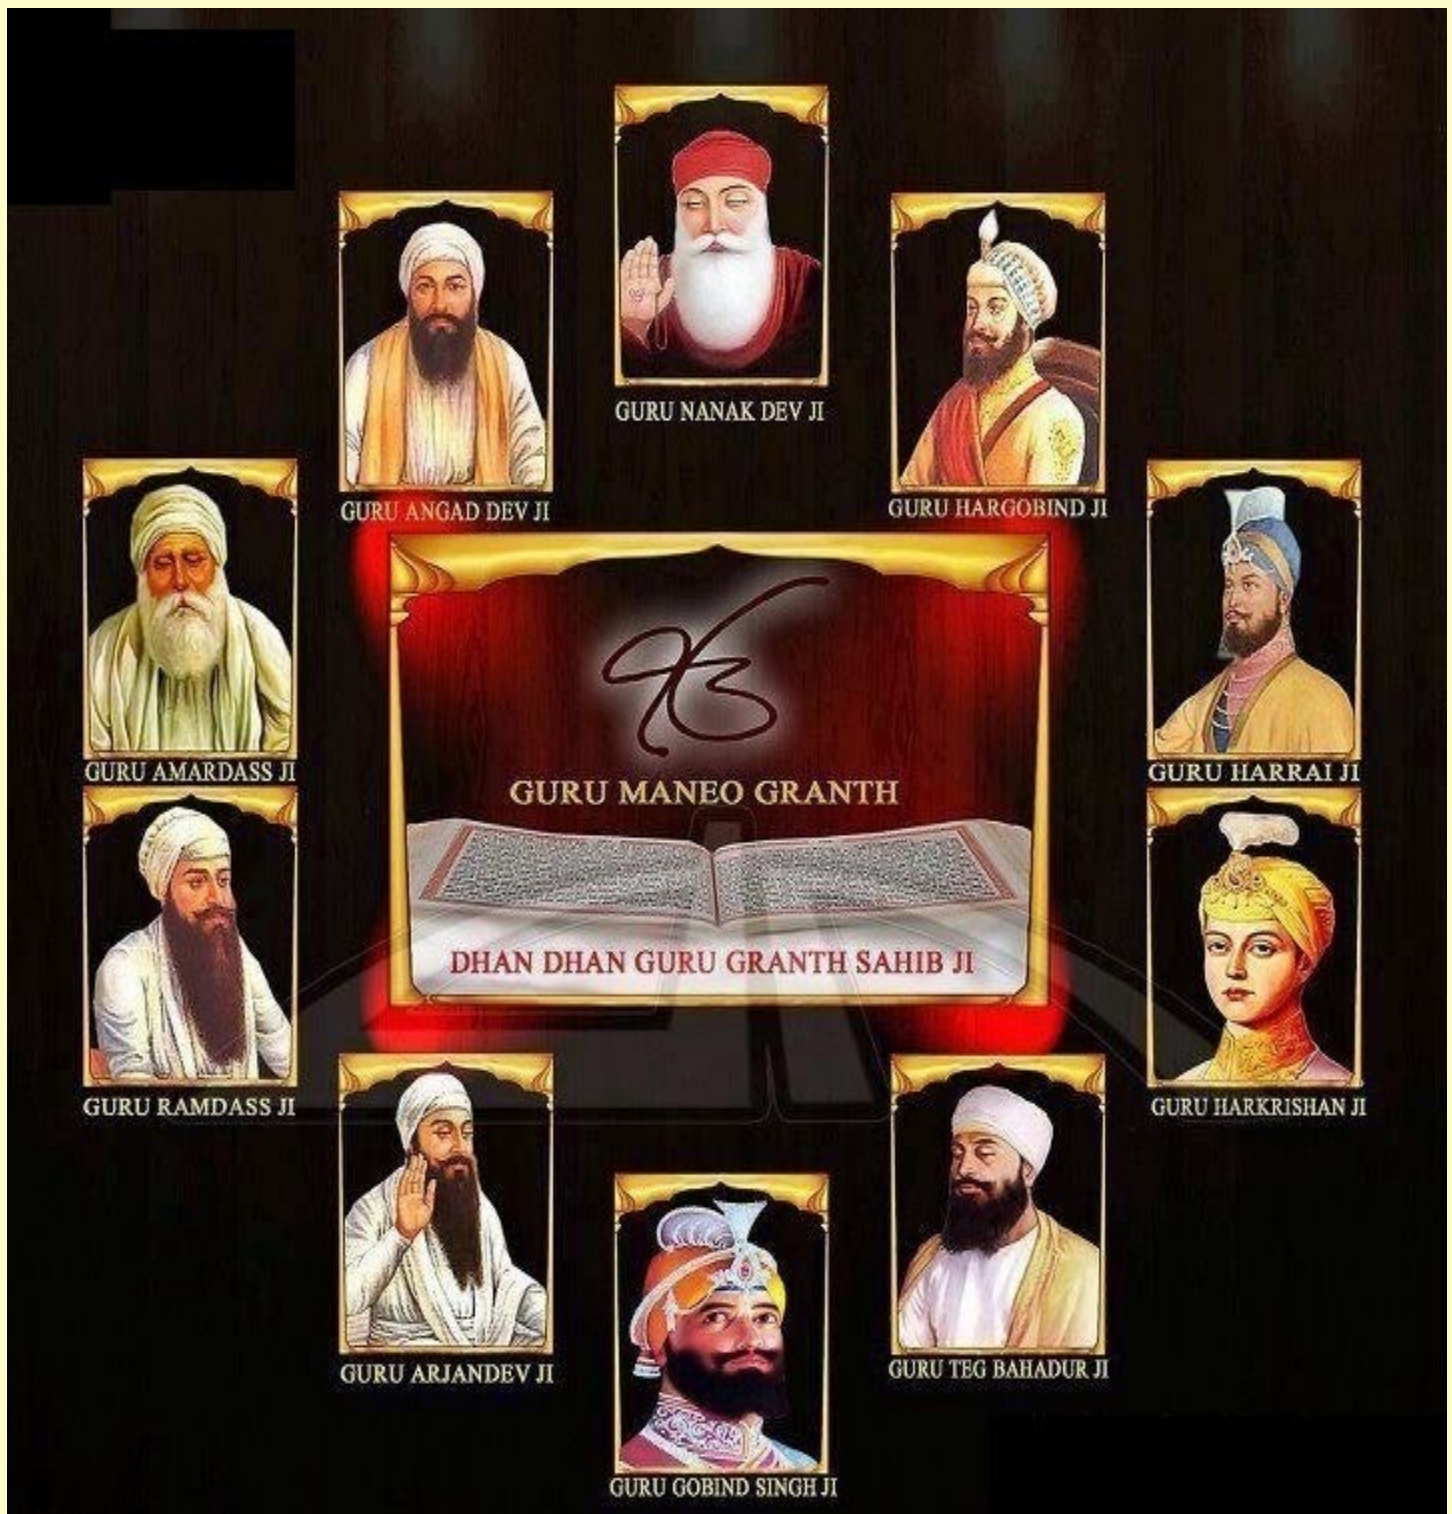 GURU NANAK DEV JI
GURU ANGAD DEV JI
GURU HARGOBIND JI
GURU AMARDASS JI
GURU HARRAI JI
ੴ
GURU MANEO GRANTH
DHAN DHAN GURU GRANTH SAHIB JI
GURU RAMDASS JI
GURU HARKRISHAN JI
GURU ARJANDEV JI
GURU TEG BAHADUR JI
GURU GOBIND SINGH JI